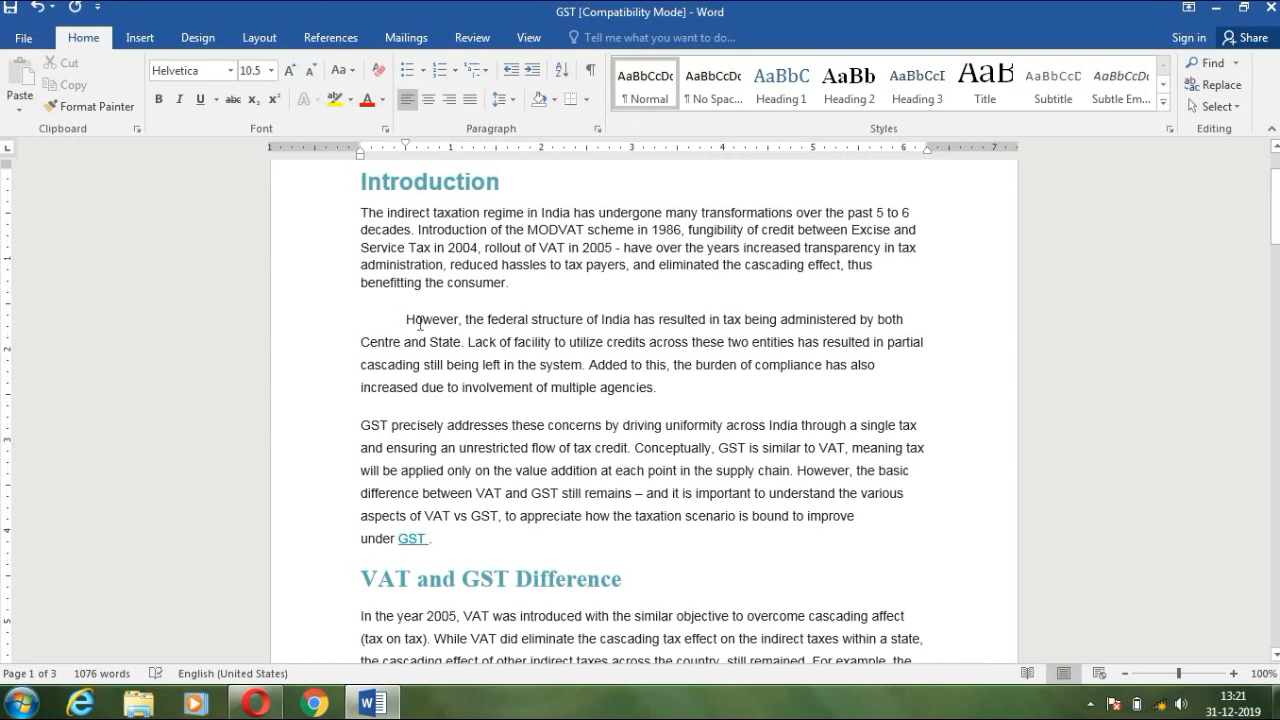 GST [Compatibility Mode] - Word
File Home Insert Design Layout References Mailings Review View Tell me what you want to do... Sign in Share
Paste
Cut
Copy
Format Painter
Clipboard
Helvetica 10.5 Aa
B I U abc x₂ x² A A
Font
Paragraph
AaBbCcDc AaBbCcDc AaBbC AaBb AaBbCcI AaB AaBbCcD AaBbCcD
¶ Normal ¶ No Spac... Heading 1 Heading 2 Heading 3 Title Subtitle Subtle Em...
Styles
Find
Replace
Select
Editing
1 1 2 3 4 5 6 7
Introduction
The indirect taxation regime in India has undergone many transformations over the past 5 to 6
decades. Introduction of the MODVAT scheme in 1986, fungibility of credit between Excise and
Service Tax in 2004, rollout of VAT in 2005 - have over the years increased transparency in tax
administration, reduced hassles to tax payers, and eliminated the cascading effect, thus
benefitting the consumer.
However, the federal structure of India has resulted in tax being administered by both
Centre and State. Lack of facility to utilize credits across these two entities has resulted in partial
cascading still being left in the system. Added to this, the burden of compliance has also
increased due to involvement of multiple agencies.
GST precisely addresses these concerns by driving uniformity across India through a single tax
and ensuring an unrestricted flow of tax credit. Conceptually, GST is similar to VAT, meaning tax
will be applied only on the value addition at each point in the supply chain. However, the basic
difference between VAT and GST still remains – and it is important to understand the various
aspects of VAT vs GST, to appreciate how the taxation scenario is bound to improve
under GST .
VAT and GST Difference
In the year 2005, VAT was introduced with the similar objective to overcome cascading affect
(tax on tax). While VAT did eliminate the cascading tax effect on the indirect taxes within a state,
the cascading effect of other indirect taxes across the country, still remained. For example, the
Page 1 of 3 1076 words English (United States) 100%
13:21
31-12-2019